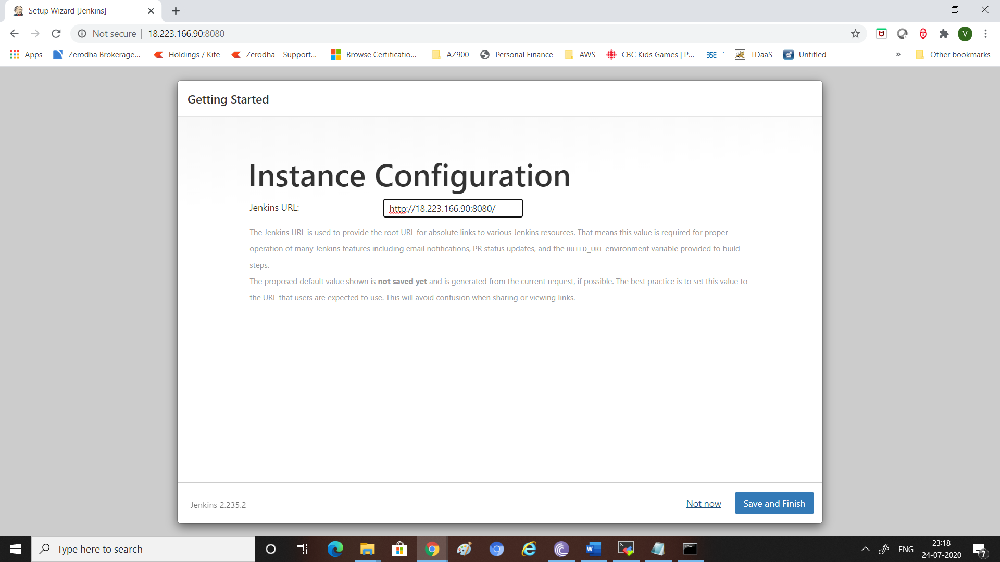 Setup Wizard [Jenkins]
Not secure | 18.223.166.90:8080
V
Apps Zerodha Brokerage... Holdings / Kite Zerodha – Support... Browse Certificatio... AZ900 Personal Finance AWS CBC Kids Games | P... BSE ` TDaaS Untitled » Other bookmarks
Getting Started
Instance Configuration
Jenkins URL: http://18.223.166.90:8080/
The Jenkins URL is used to provide the root URL for absolute links to various Jenkins resources. That means this value is required for proper
operation of many Jenkins features including email notifications, PR status updates, and the BUILD_URL environment variable provided to build
steps.
The proposed default value shown is not saved yet and is generated from the current request, if possible. The best practice is to set this value to
the URL that users are expected to use. This will avoid confusion when sharing or viewing links.
Jenkins 2.235.2
Not now Save and Finish
Type here to search
ENG
23:18
24-07-2020
7